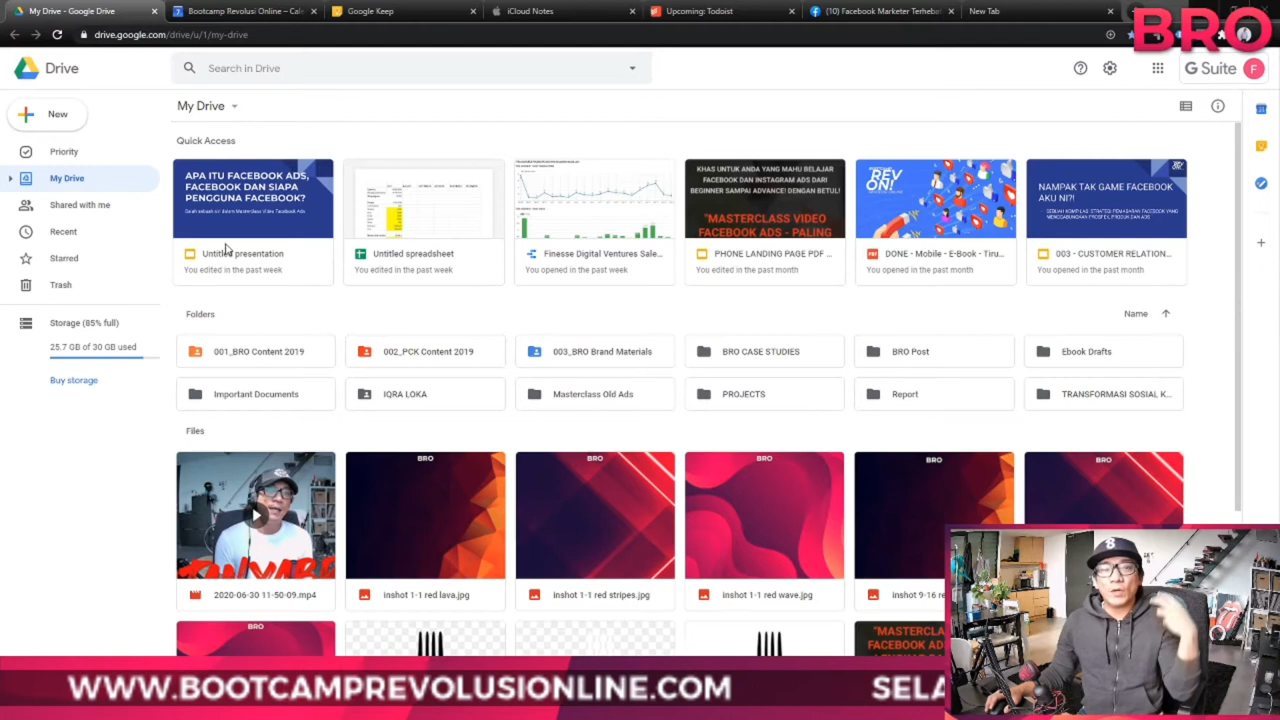 My Drive - Google Drive
Bootcamp Revolusi Online – Cale
Google Keep
iCloud Notes
Upcoming: Todoist
(10) Facebook Marketer Terhebat
New Tab
BRO
drive.google.com/drive/u/1/my-drive
Drive
Search in Drive
G Suite
F
New
My Drive
Priority
My Drive
Shared with me
Recent
Starred
Trash
Storage (85% full)
25.7 GB of 30 GB used
Buy storage
Quick Access
APA ITU FACEBOOK ADS,
FACEBOOK DAN SIAPA
PENGGUNA FACEBOOK?
KHAS UNTUK ANDA YANG MAHU BELAJAR
FACEBOOK DAN INSTAGRAM ADS DARI
BEGINNER SAMPAI ADVANCE! DENGAN BETUL!
"MASTERCLASS VIDEO
FACEBOOK ADS - PALING
REV
ON!
NAMPAK TAK GAME FACEBOOK
AKU NI?!
Untitled presentation
You edited in the past week
Untitled spreadsheet
You edited in the past week
Finesse Digital Ventures Sale...
You opened in the past week
PHONE LANDING PAGE PDF ...
You edited in the past month
DONE - Mobile - E-Book - Tiru...
You opened in the past month
003 - CUSTOMER RELATION...
You opened in the past month
Folders
Name
001_BRO Content 2019
002_PCK Content 2019
003_BRO Brand Materials
BRO CASE STUDIES
BRO Post
Ebook Drafts
Important Documents
IQRA LOKA
Masterclass Old Ads
PROJECTS
Report
TRANSFORMASI SOSIAL K...
Files
BRO
BRO
BRO
BRO
BRO
2020-06-30 11-50-09.mp4
inshot 1-1 red lava.jpg
inshot 1-1 red stripes.jpg
inshot 1-1 red wave.jpg
inshot 9-16 re
BRO
"MASTERCLA
FACEBOOK AD
WWW.BOOTCAMPREVOLUSIONLINE.COM
SELA